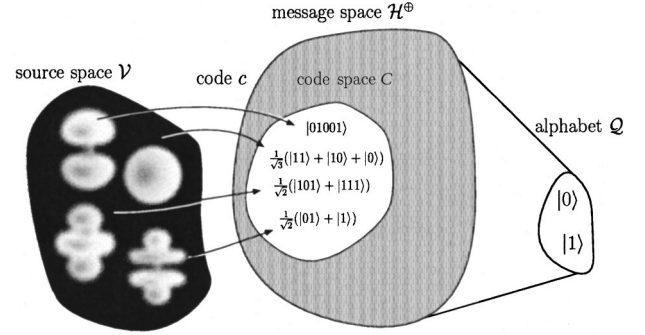 message space 𝓗⊕
source space 𝒱
code c
code space C
alphabet 𝒬
|01001⟩
1/√3(|11⟩ + |10⟩ + |0⟩)
1/√2(|101⟩ + |111⟩)
1/√2(|01⟩ + |1⟩)
|0⟩
|1⟩